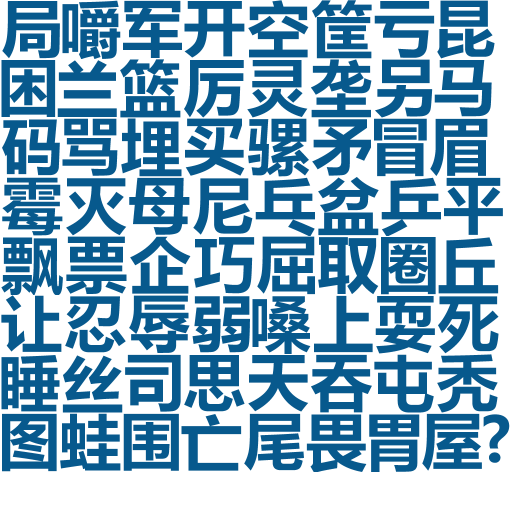 局嚼军开空筐亏昆
困兰篮厉灵垄另马
码骂埋买骡矛冒眉
霉灭母尼乓盆乒平
飘票企巧屈取圈丘
让忍辱弱嗓上耍死
睡丝司思天吞屯秃
图蛙围亡尾畏胃屋?